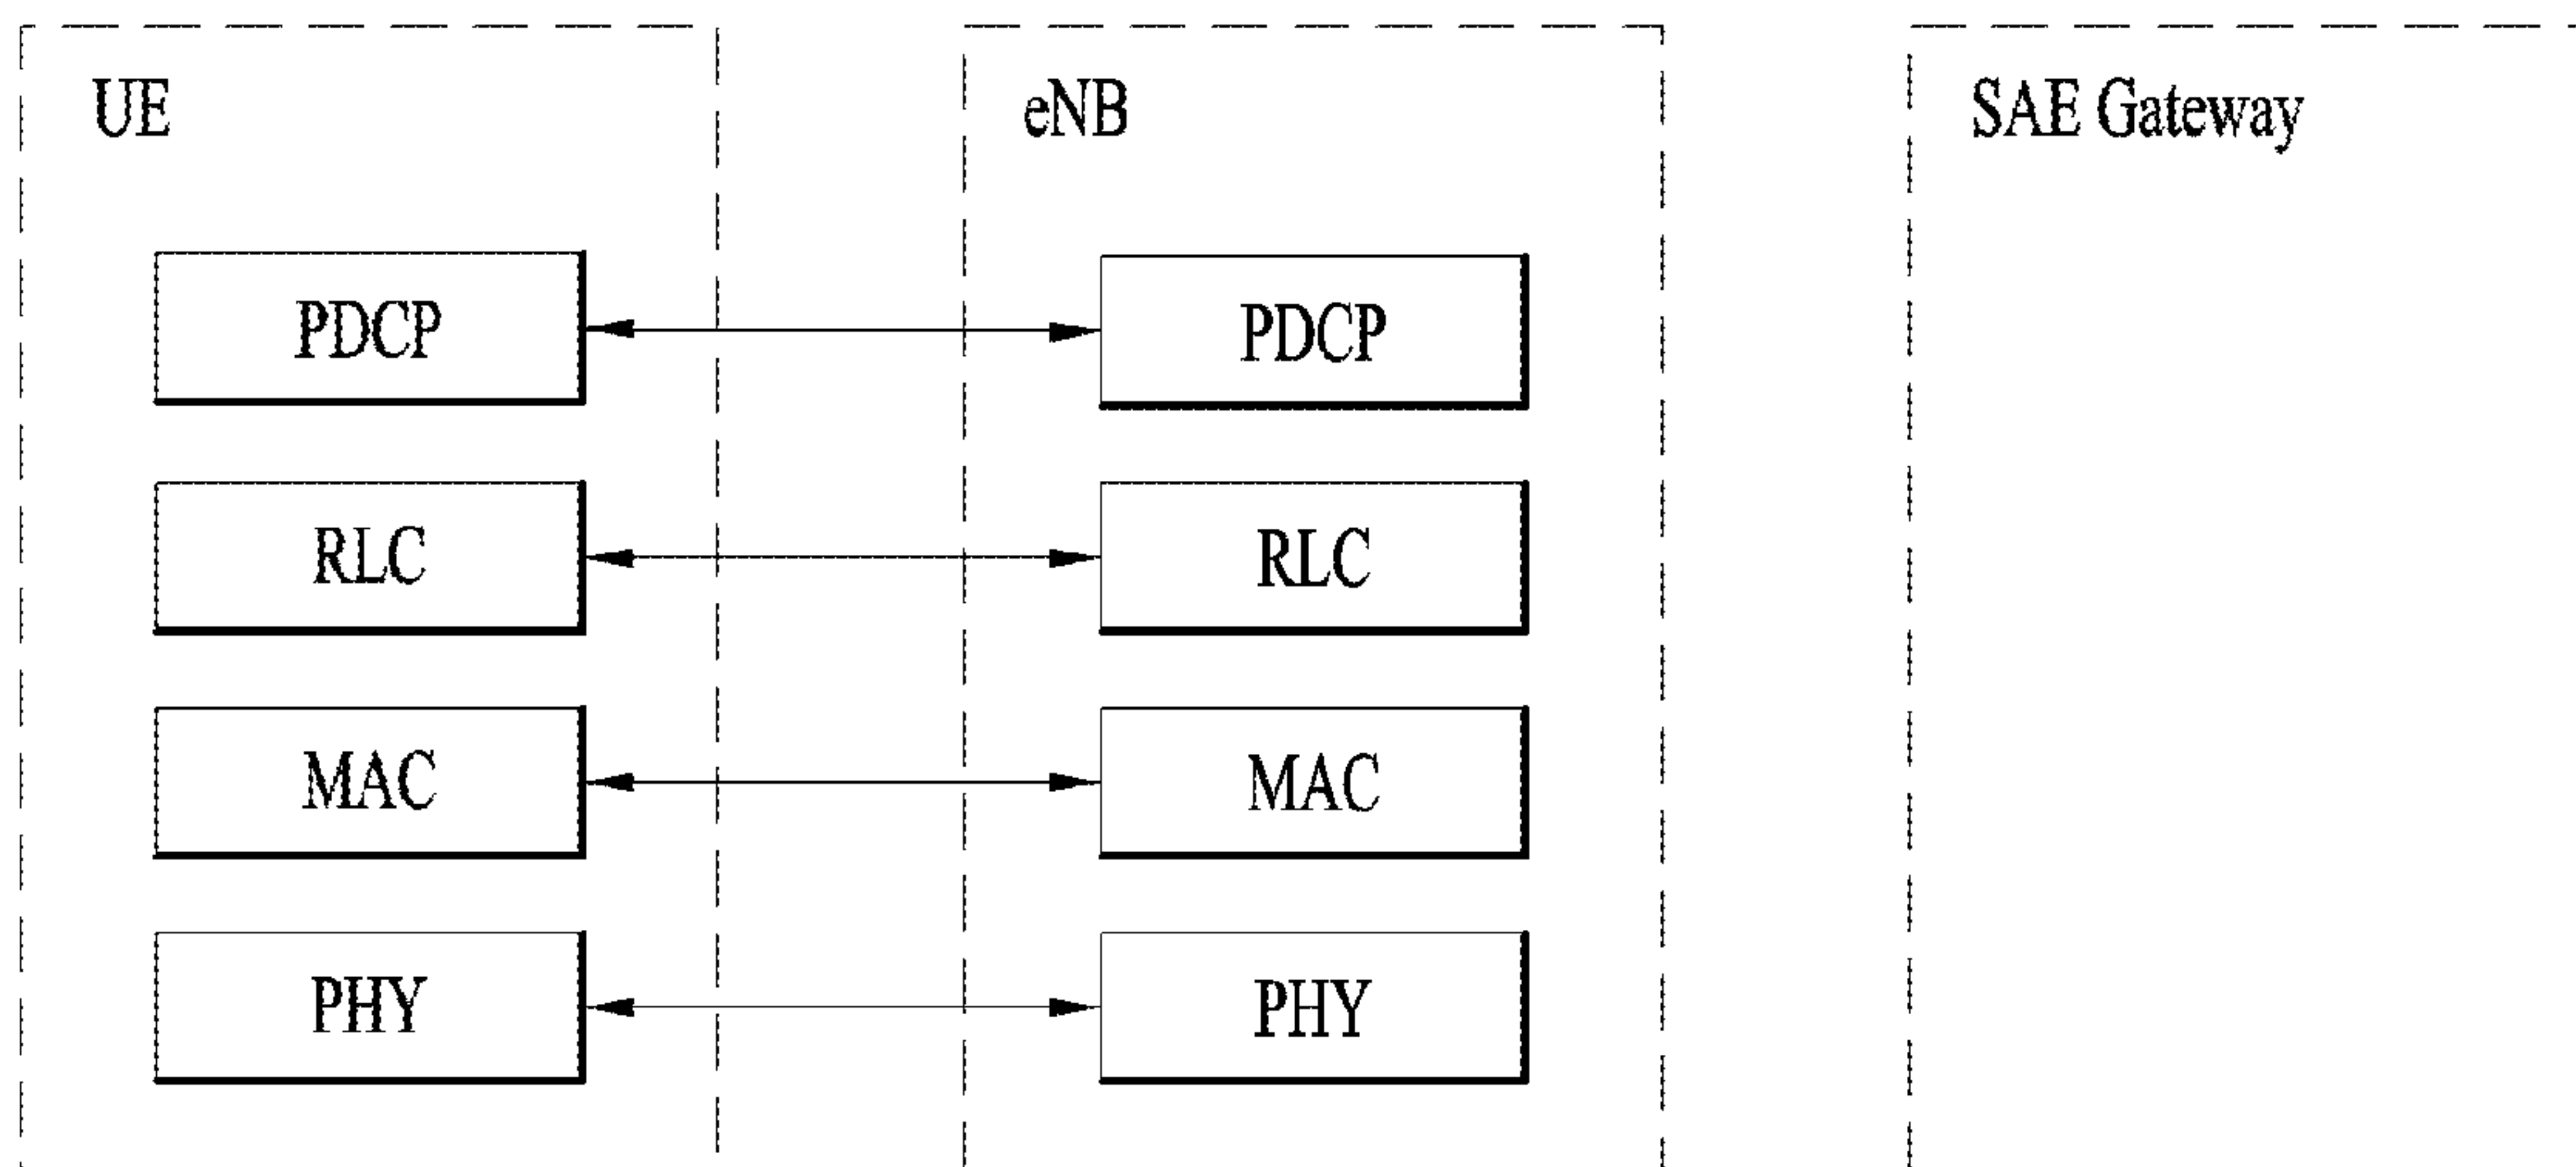 UE
eNB
SAE Gateway
PDCP
PDCP
RLC
RLC
MAC
MAC
PHY
PHY